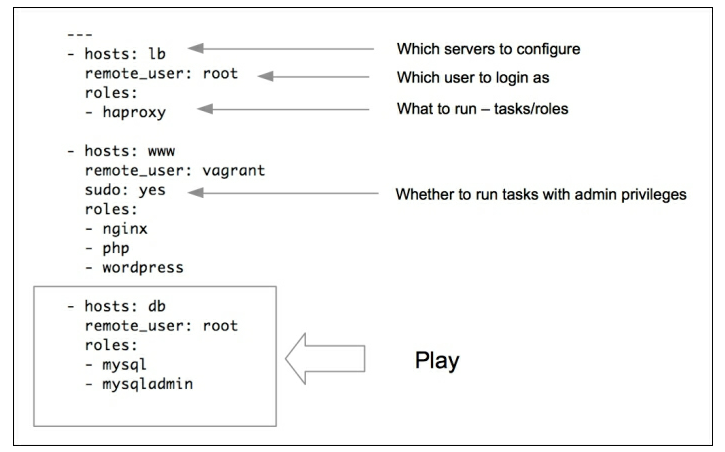 ---
- hosts: lb
Which servers to configure
remote_user: root
Which user to login as
roles:
- haproxy
What to run – tasks/roles
- hosts: www
remote_user: vagrant
sudo: yes
Whether to run tasks with admin privileges
roles:
- nginx
- php
- wordpress
- hosts: db
remote_user: root
roles:
- mysql
- mysqladmin
Play